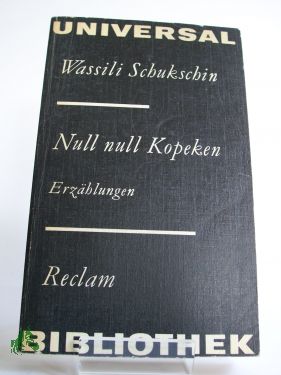 UNIVERSAL
Wassili Schukschin
Null null Kopeken
Erzählungen
Reclam
BIBLIOTHEK